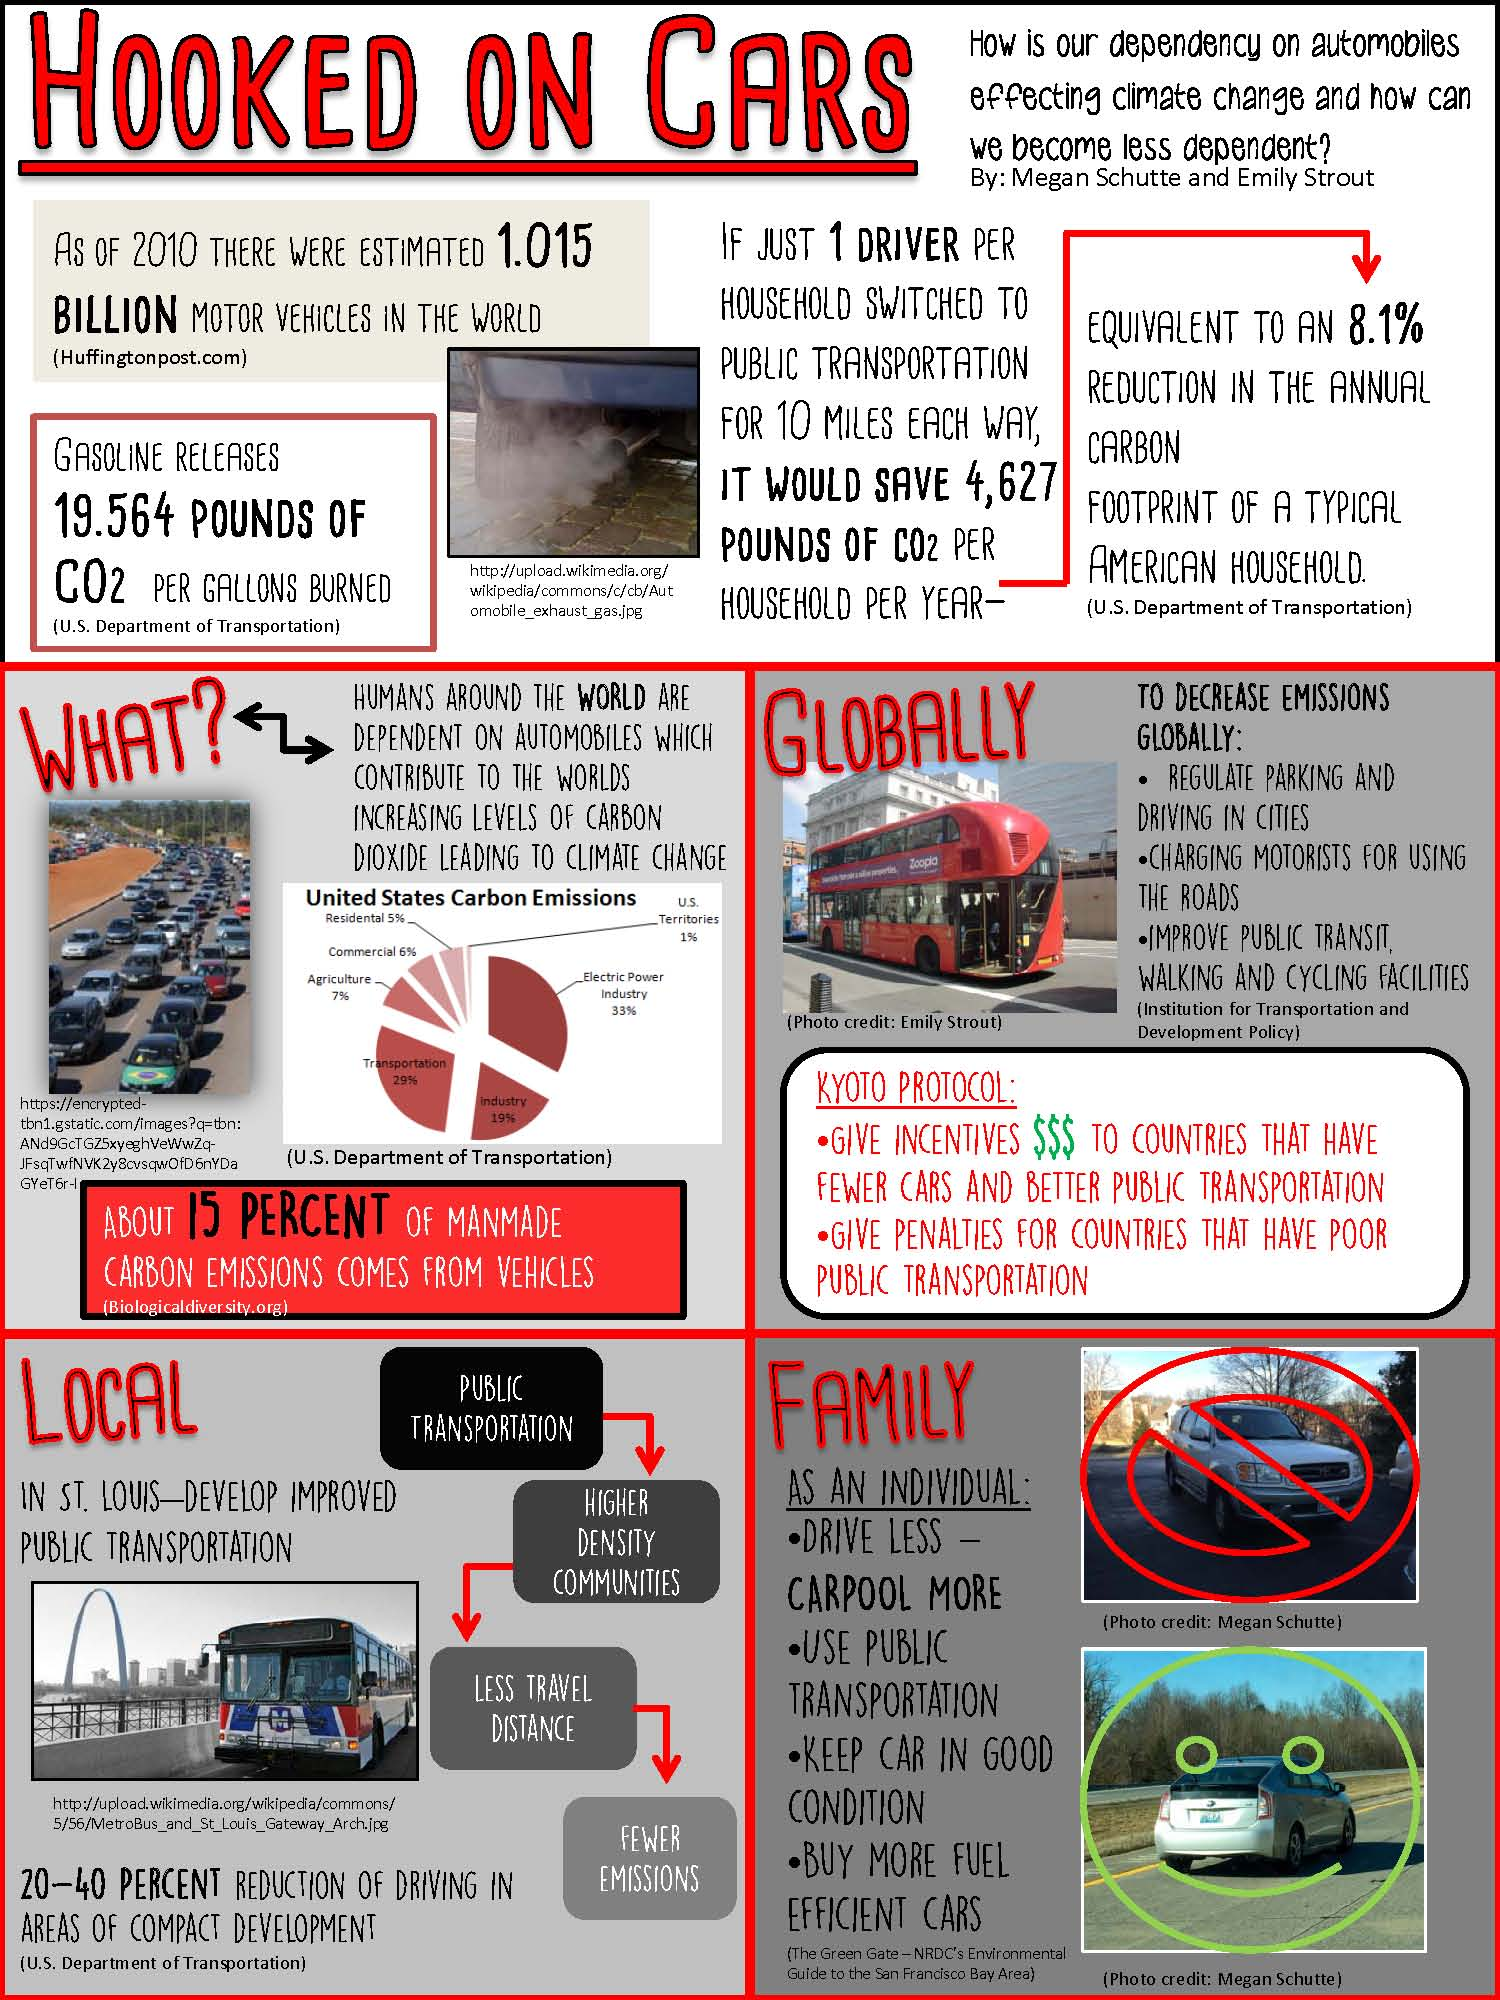 HOOKED ON CARS
How is our dependency on automobiles
effecting climate change and how can
we become less dependent?
By: Megan Schutte and Emily Strout
AS OF 2010 THERE WERE ESTIMATED 1.015
BILLION MOTOR VEHICLES IN THE WORLD
(Huffingtonpost.com)
GASOLINE RELEASES
19.564 POUNDS OF
CO2 PER GALLONS BURNED
(U.S. Department of Transportation)
http://upload.wikimedia.org/
wikipedia/commons/c/cb/Aut
omobile_exhaust_gas.jpg
IF JUST 1 DRIVER PER
HOUSEHOLD SWITCHED TO
PUBLIC TRANSPORTATION
FOR 10 MILES EACH WAY,
IT WOULD SAVE 4,627
POUNDS OF CO2 PER
HOUSEHOLD PER YEAR—
EQUIVALENT TO AN 8.1%
REDUCTION IN THE ANNUAL
CARBON
FOOTPRINT OF A TYPICAL
AMERICAN HOUSEHOLD.
(U.S. Department of Transportation)
WHAT?
HUMANS AROUND THE WORLD ARE
DEPENDENT ON AUTOMOBILES WHICH
CONTRIBUTE TO THE WORLDS
INCREASING LEVELS OF CARBON
DIOXIDE LEADING TO CLIMATE CHANGE
https://encrypted-
tbn1.gstatic.com/images?q=tbn:
ANd9GcTGZ5xyeghVeWwZq-
JFsqTwfNVK2y8cvsqwOfD6nYDa
GYeT6r-I
United States Carbon Emissions
Residental 5%
U.S.
Territories
1%
Commercial 6%
Agriculture
7%
Electric Power
Industry
33%
Transportation
29%
Industry
19%
(U.S. Department of Transportation)
ABOUT 15 PERCENT OF MANMADE
CARBON EMISSIONS COMES FROM VEHICLES
(Biologicaldiversity.org)
GLOBALLY
Zoopla
(Photo credit: Emily Strout)
TO DECREASE EMISSIONS
GLOBALLY:
• REGULATE PARKING AND
DRIVING IN CITIES
•CHARGING MOTORISTS FOR USING
THE ROADS
•IMPROVE PUBLIC TRANSIT,
WALKING AND CYCLING FACILITIES
(Institution for Transportation and
Development Policy)
KYOTO PROTOCOL:
•GIVE INCENTIVES $$$ TO COUNTRIES THAT HAVE
FEWER CARS AND BETTER PUBLIC TRANSPORTATION
•GIVE PENALTIES FOR COUNTRIES THAT HAVE POOR
PUBLIC TRANSPORTATION
LOCAL
IN ST. LOUIS—DEVELOP IMPROVED
PUBLIC TRANSPORTATION
http://upload.wikimedia.org/wikipedia/commons/
5/56/MetroBus_and_St_Louis_Gateway_Arch.jpg
PUBLIC
TRANSPORTATION
HIGHER
DENSITY
COMMUNITIES
LESS TRAVEL
DISTANCE
FEWER
EMISSIONS
20-40 PERCENT REDUCTION OF DRIVING IN
AREAS OF COMPACT DEVELOPMENT
(U.S. Department of Transportation)
FAMILY
AS AN INDIVIDUAL:
•DRIVE LESS –
CARPOOL MORE
•USE PUBLIC
TRANSPORTATION
•KEEP CAR IN GOOD
CONDITION
•BUY MORE FUEL
EFFICIENT CARS
(The Green Gate – NRDC's Environmental
Guide to the San Francisco Bay Area)
(Photo credit: Megan Schutte)
(Photo credit: Megan Schutte)